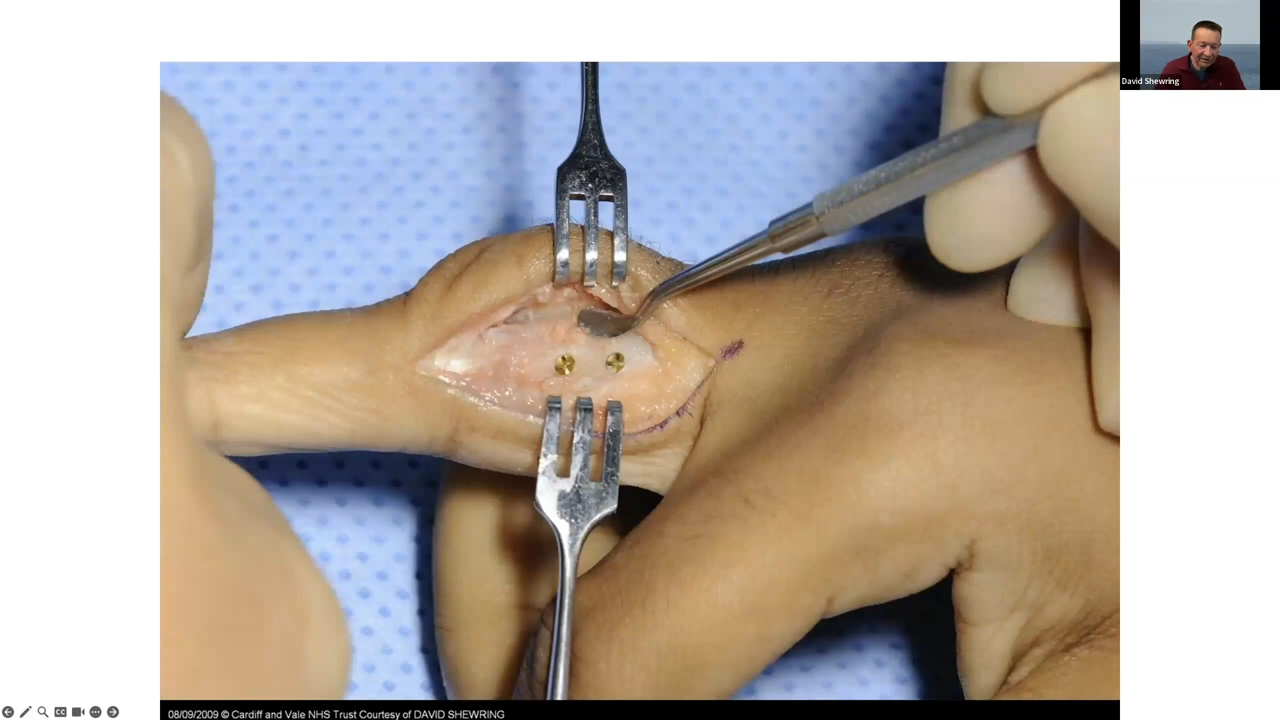 David Shewring
08/09/2009 © Cardiff and Vale NHS Trust Courtesy of DAVID SHEWRING